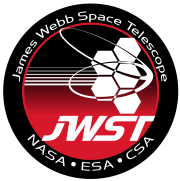 James Webb Space Telescope
JWST
NASA • ESA • CSA